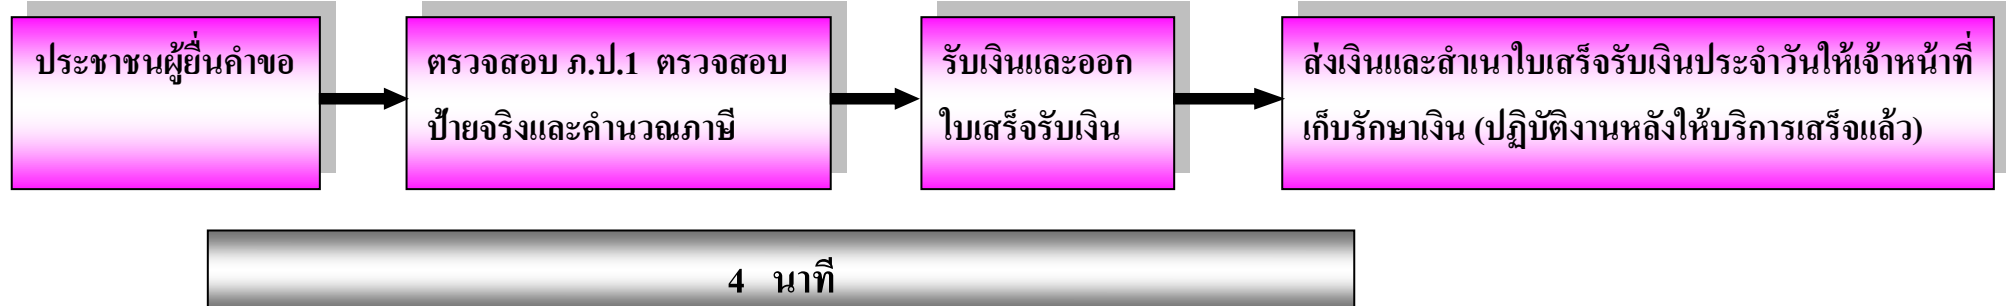 ประชาชนผู้ยื่นคำขอ
ตรวจสอบ ภ.ป.1 ตรวจสอบ
ป้ายจริงและคำนวณภาษี
รับเงินและออก
ใบเสร็จรับเงิน
ส่งเงินและสำเนาใบเสร็จรับเงินประจำวันให้เจ้าหน้าที่
เก็บรักษาเงิน (ปฏิบัติงานหลังให้บริการเสร็จแล้ว)
4 นาที